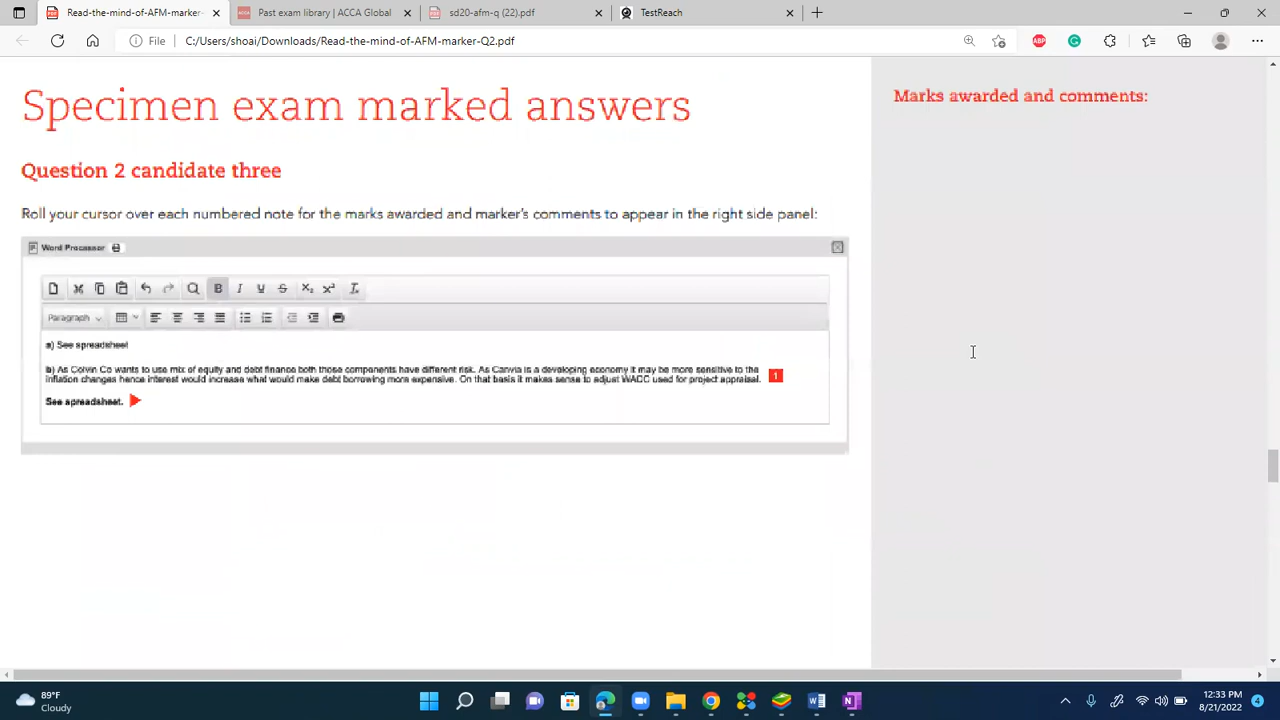 Read-the-mind-of-AFM-marker-
Past exam library | ACCA Global
sd20-afm-q (22).pdf
TestReach
File
C:/Users/shoai/Downloads/Read-the-mind-of-AFM-marker-Q2.pdf
ABP
Specimen exam marked answers
Question 2 candidate three
Roll your cursor over each numbered note for the marks awarded and marker's comments to appear in the right side panel:
Word Processor
B I U S X₂ X² Tx
Paragraph
a) See spreadsheet
b) As Colvin Co wants to use mix of equity and debt finance both those components have different risk. As Canvia is a developing economy it may be more sensitive to the
inflation changes hence interest would increase what would make debt borrowing more expensive. On that basis it makes sense to adjust WACC used for project appraisal.
1
See spreadsheet.
Marks awarded and comments:
89°F
Cloudy
12:33 PM
8/21/2022
4